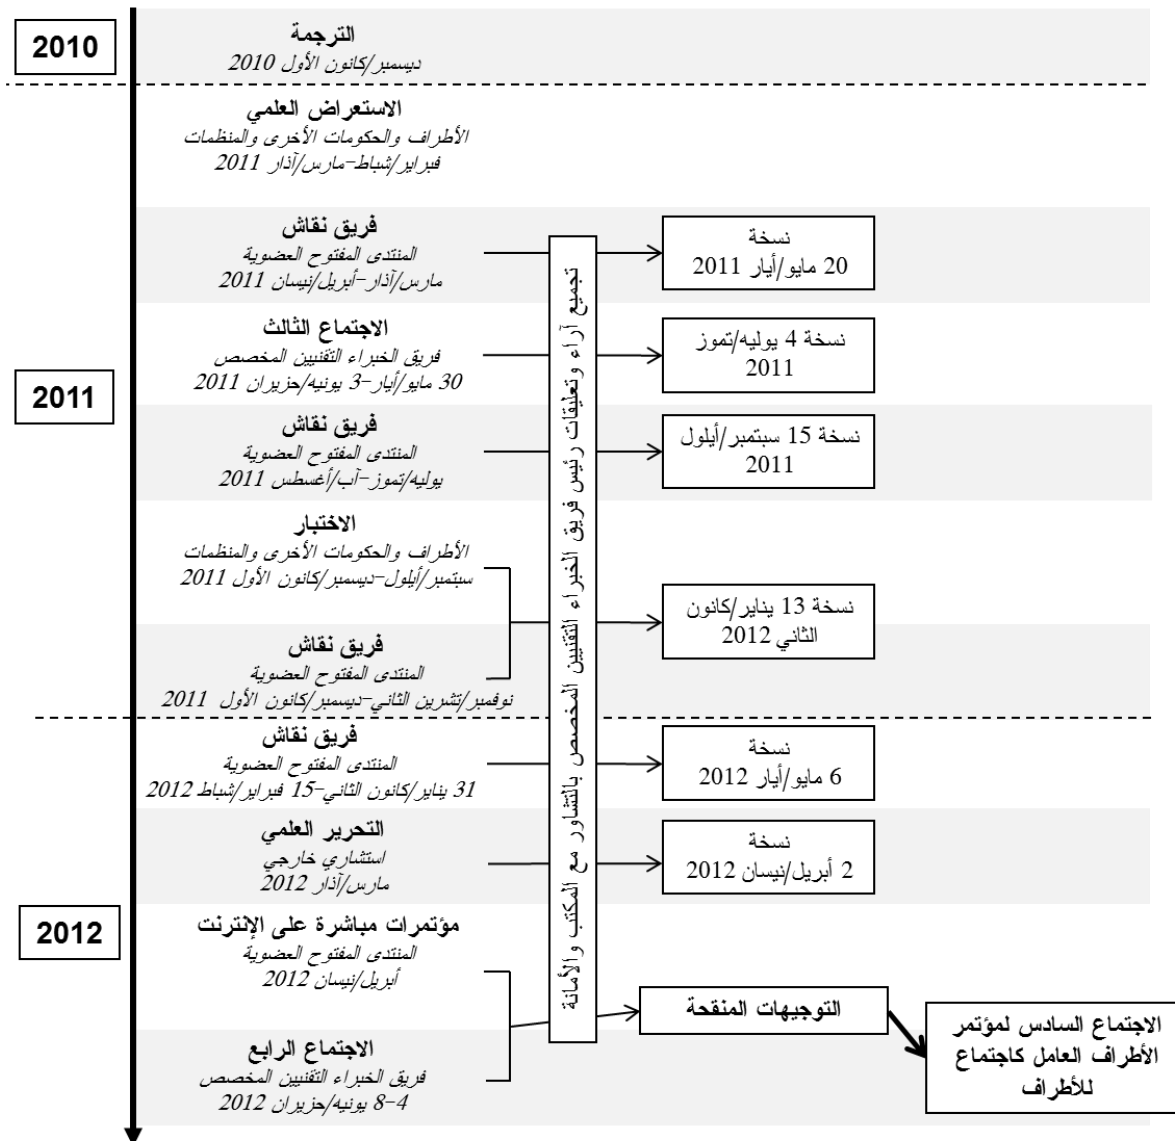 2010
الترجمة
ديسمبر/كانون الأول 2010
الاستعراض العلمي
الأطراف والحكومات الأخرى والمنظمات
فبراير/شباط-مارس/آذار 2011
2011
فريق نقاش
المنتدى المفتوح العضوية
مارس/آذار-أبريل/نيسان 2011
نسخة
20 مايو/أيار 2011
الاجتماع الثالث
فريق الخبراء التقنيين المخصص
30 مايو/أيار-3 يونيه/حزيران 2011
نسخة 4 يوليه/تموز
2011
فريق نقاش
المنتدى المفتوح العضوية
يوليه/تموز-آب/أغسطس 2011
نسخة 15 سبتمبر/أيلول
2011
الاختبار
الأطراف والحكومات الأخرى والمنظمات
سبتمبر/أيلول-ديسمبر/كانون الأول 2011
فريق نقاش
المنتدى المفتوح العضوية
نوفمبر/تشرين الثاني-ديسمبر/كانون الأول 2011
نسخة 13 يناير/كانون
الثاني 2012
تجميع آراء وتعليقات رئيس فريق الخبراء التقنيين المخصص بالتشاور مع المكتب والأمانة
2012
فريق نقاش
المنتدى المفتوح العضوية
31 يناير/كانون الثاني-15 فبراير/شباط 2012
نسخة
6 مايو/أيار 2012
التحرير العلمي
استشاري خارجي
مارس/آذار 2012
نسخة
2 أبريل/نيسان 2012
مؤتمرات مباشرة على الإنترنت
المنتدى المفتوح العضوية
أبريل/نيسان 2012
الاجتماع الرابع
فريق الخبراء التقنيين المخصص
4-8 يونيه/حزيران 2012
التوجيهات المنقحة
الاجتماع السادس لمؤتمر
الأطراف العامل كاجتماع
للأطراف